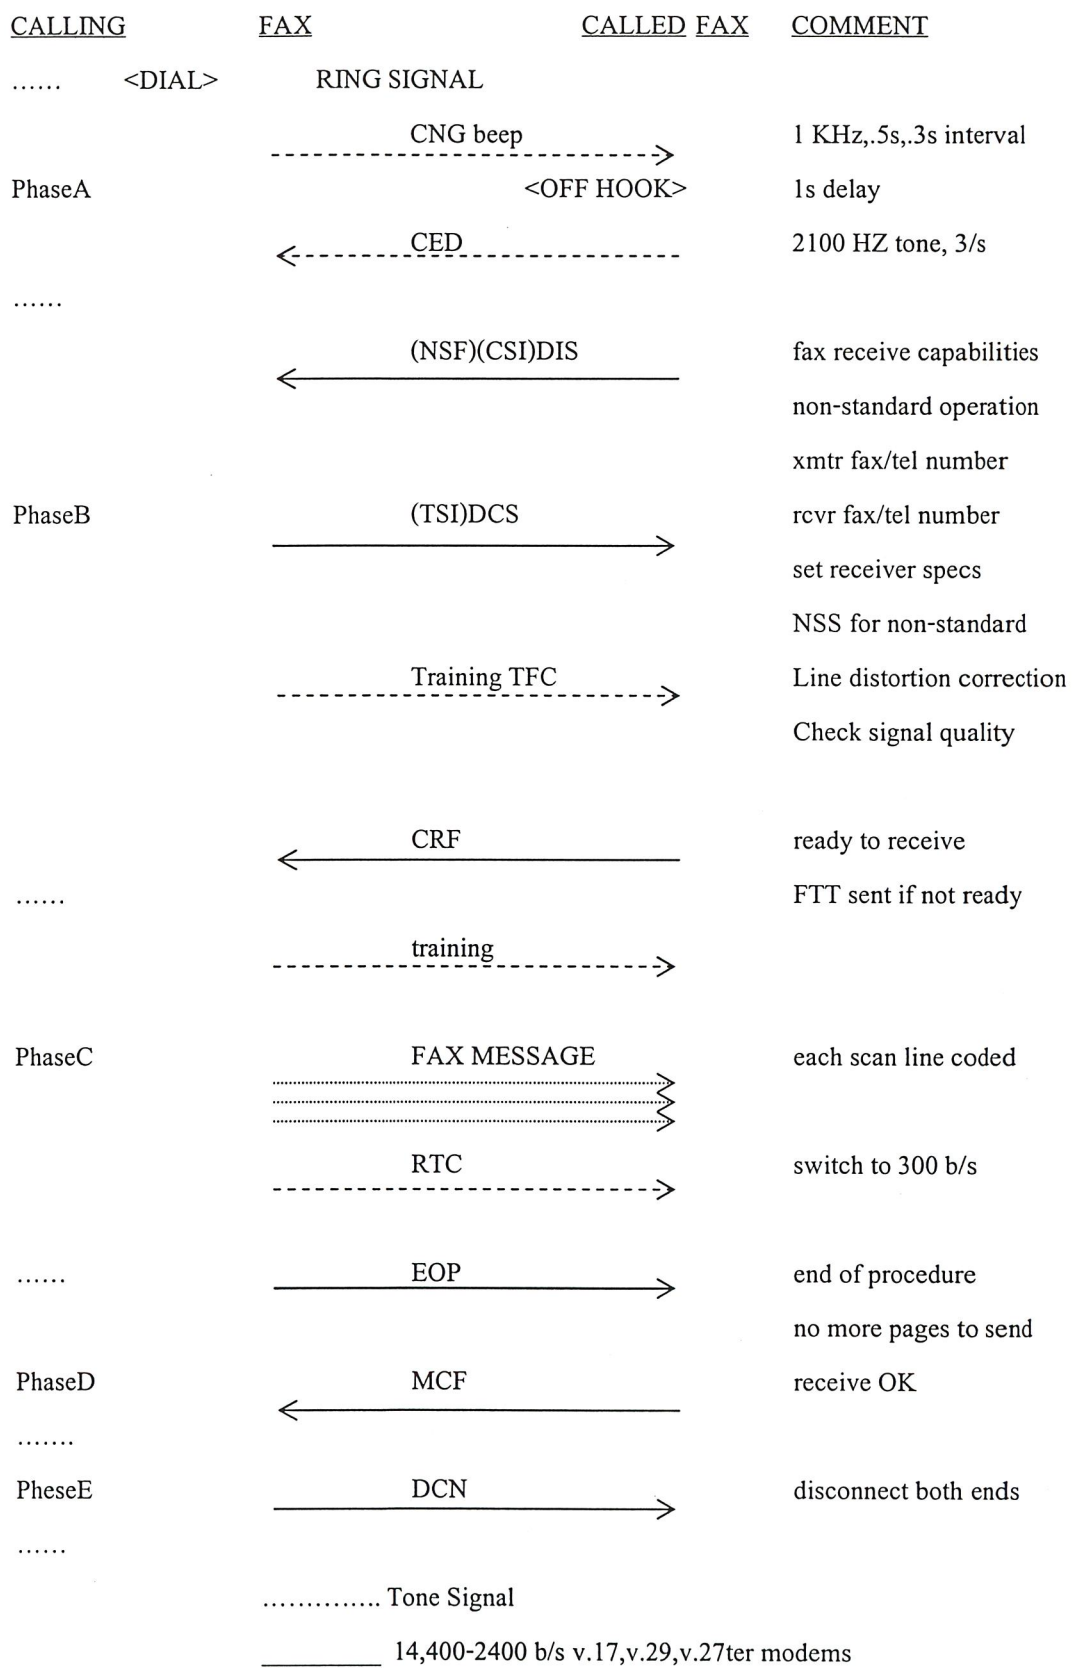 CALLING FAX CALLED FAX COMMENT
...... <DIAL> RING SIGNAL
CNG beep 1 KHz,.5s,.3s interval
PhaseA <OFF HOOK> 1s delay
CED 2100 HZ tone, 3/s
......
(NSF)(CSI)DIS fax receive capabilities
non-standard operation
xmtr fax/tel number
PhaseB (TSI)DCS rcvr fax/tel number
set receiver specs
NSS for non-standard
Training TFC Line distortion correction
Check signal quality
CRF ready to receive
...... FTT sent if not ready
training
PhaseC FAX MESSAGE each scan line coded
RTC switch to 300 b/s
...... EOP end of procedure
no more pages to send
PhaseD MCF receive OK
.......
PheseE DCN disconnect both ends
......
.............. Tone Signal
________ 14,400-2400 b/s v.17,v.29,v.27ter modems